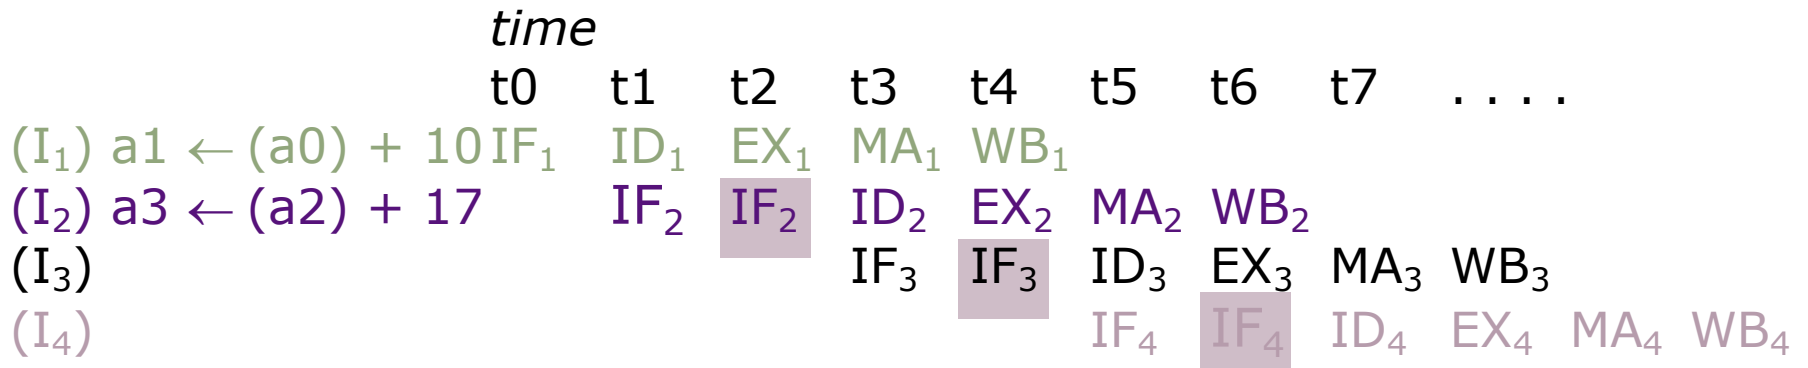 time
t0 t1 t2 t3 t4 t5 t6 t7 . . . .
(I₁) a1 ← (a0) + 10 IF₁ ID₁ EX₁ MA₁ WB₁
(I₂) a3 ← (a2) + 17 IF₂ IF₂ ID₂ EX₂ MA₂ WB₂
(I₃) IF₃ IF₃ ID₃ EX₃ MA₃ WB₃
(I₄) IF₄ IF₄ ID₄ EX₄ MA₄ WB₄